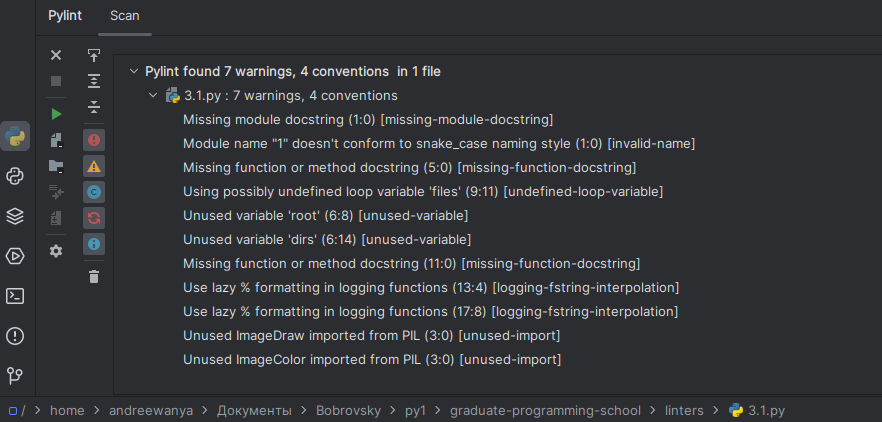 Pylint Scan
Pylint found 7 warnings, 4 conventions in 1 file
3.1.py : 7 warnings, 4 conventions
Missing module docstring (1:0) [missing-module-docstring]
Module name "1" doesn't conform to snake_case naming style (1:0) [invalid-name]
Missing function or method docstring (5:0) [missing-function-docstring]
Using possibly undefined loop variable 'files' (9:11) [undefined-loop-variable]
Unused variable 'root' (6:8) [unused-variable]
Unused variable 'dirs' (6:14) [unused-variable]
Missing function or method docstring (11:0) [missing-function-docstring]
Use lazy % formatting in logging functions (13:4) [logging-fstring-interpolation]
Use lazy % formatting in logging functions (17:8) [logging-fstring-interpolation]
Unused ImageDraw imported from PIL (3:0) [unused-import]
Unused ImageColor imported from PIL (3:0) [unused-import]
/ > home > andreewanya > Документы > Bobrovsky > py1 > graduate-programming-school > linters > 3.1.py